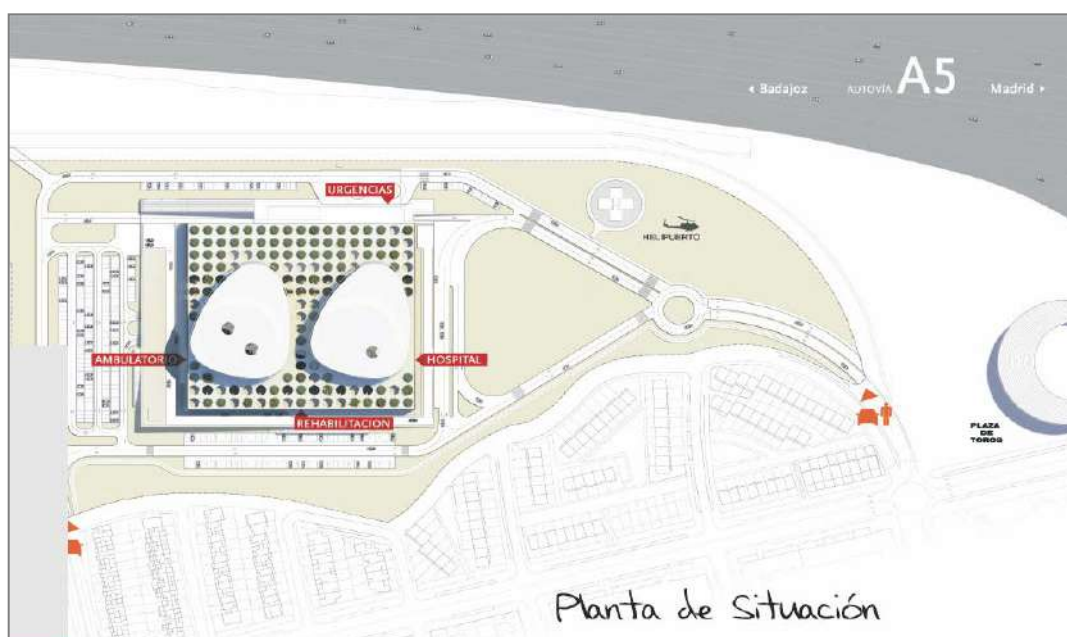 ◂ Badajoz AUTOVÍA A5 Madrid ▸
URGENCIAS
HELIPUERTO
AMBULATORIO
HOSPITAL
REHABILITACION
PLAZA
DE
TOROS
Planta de Situación